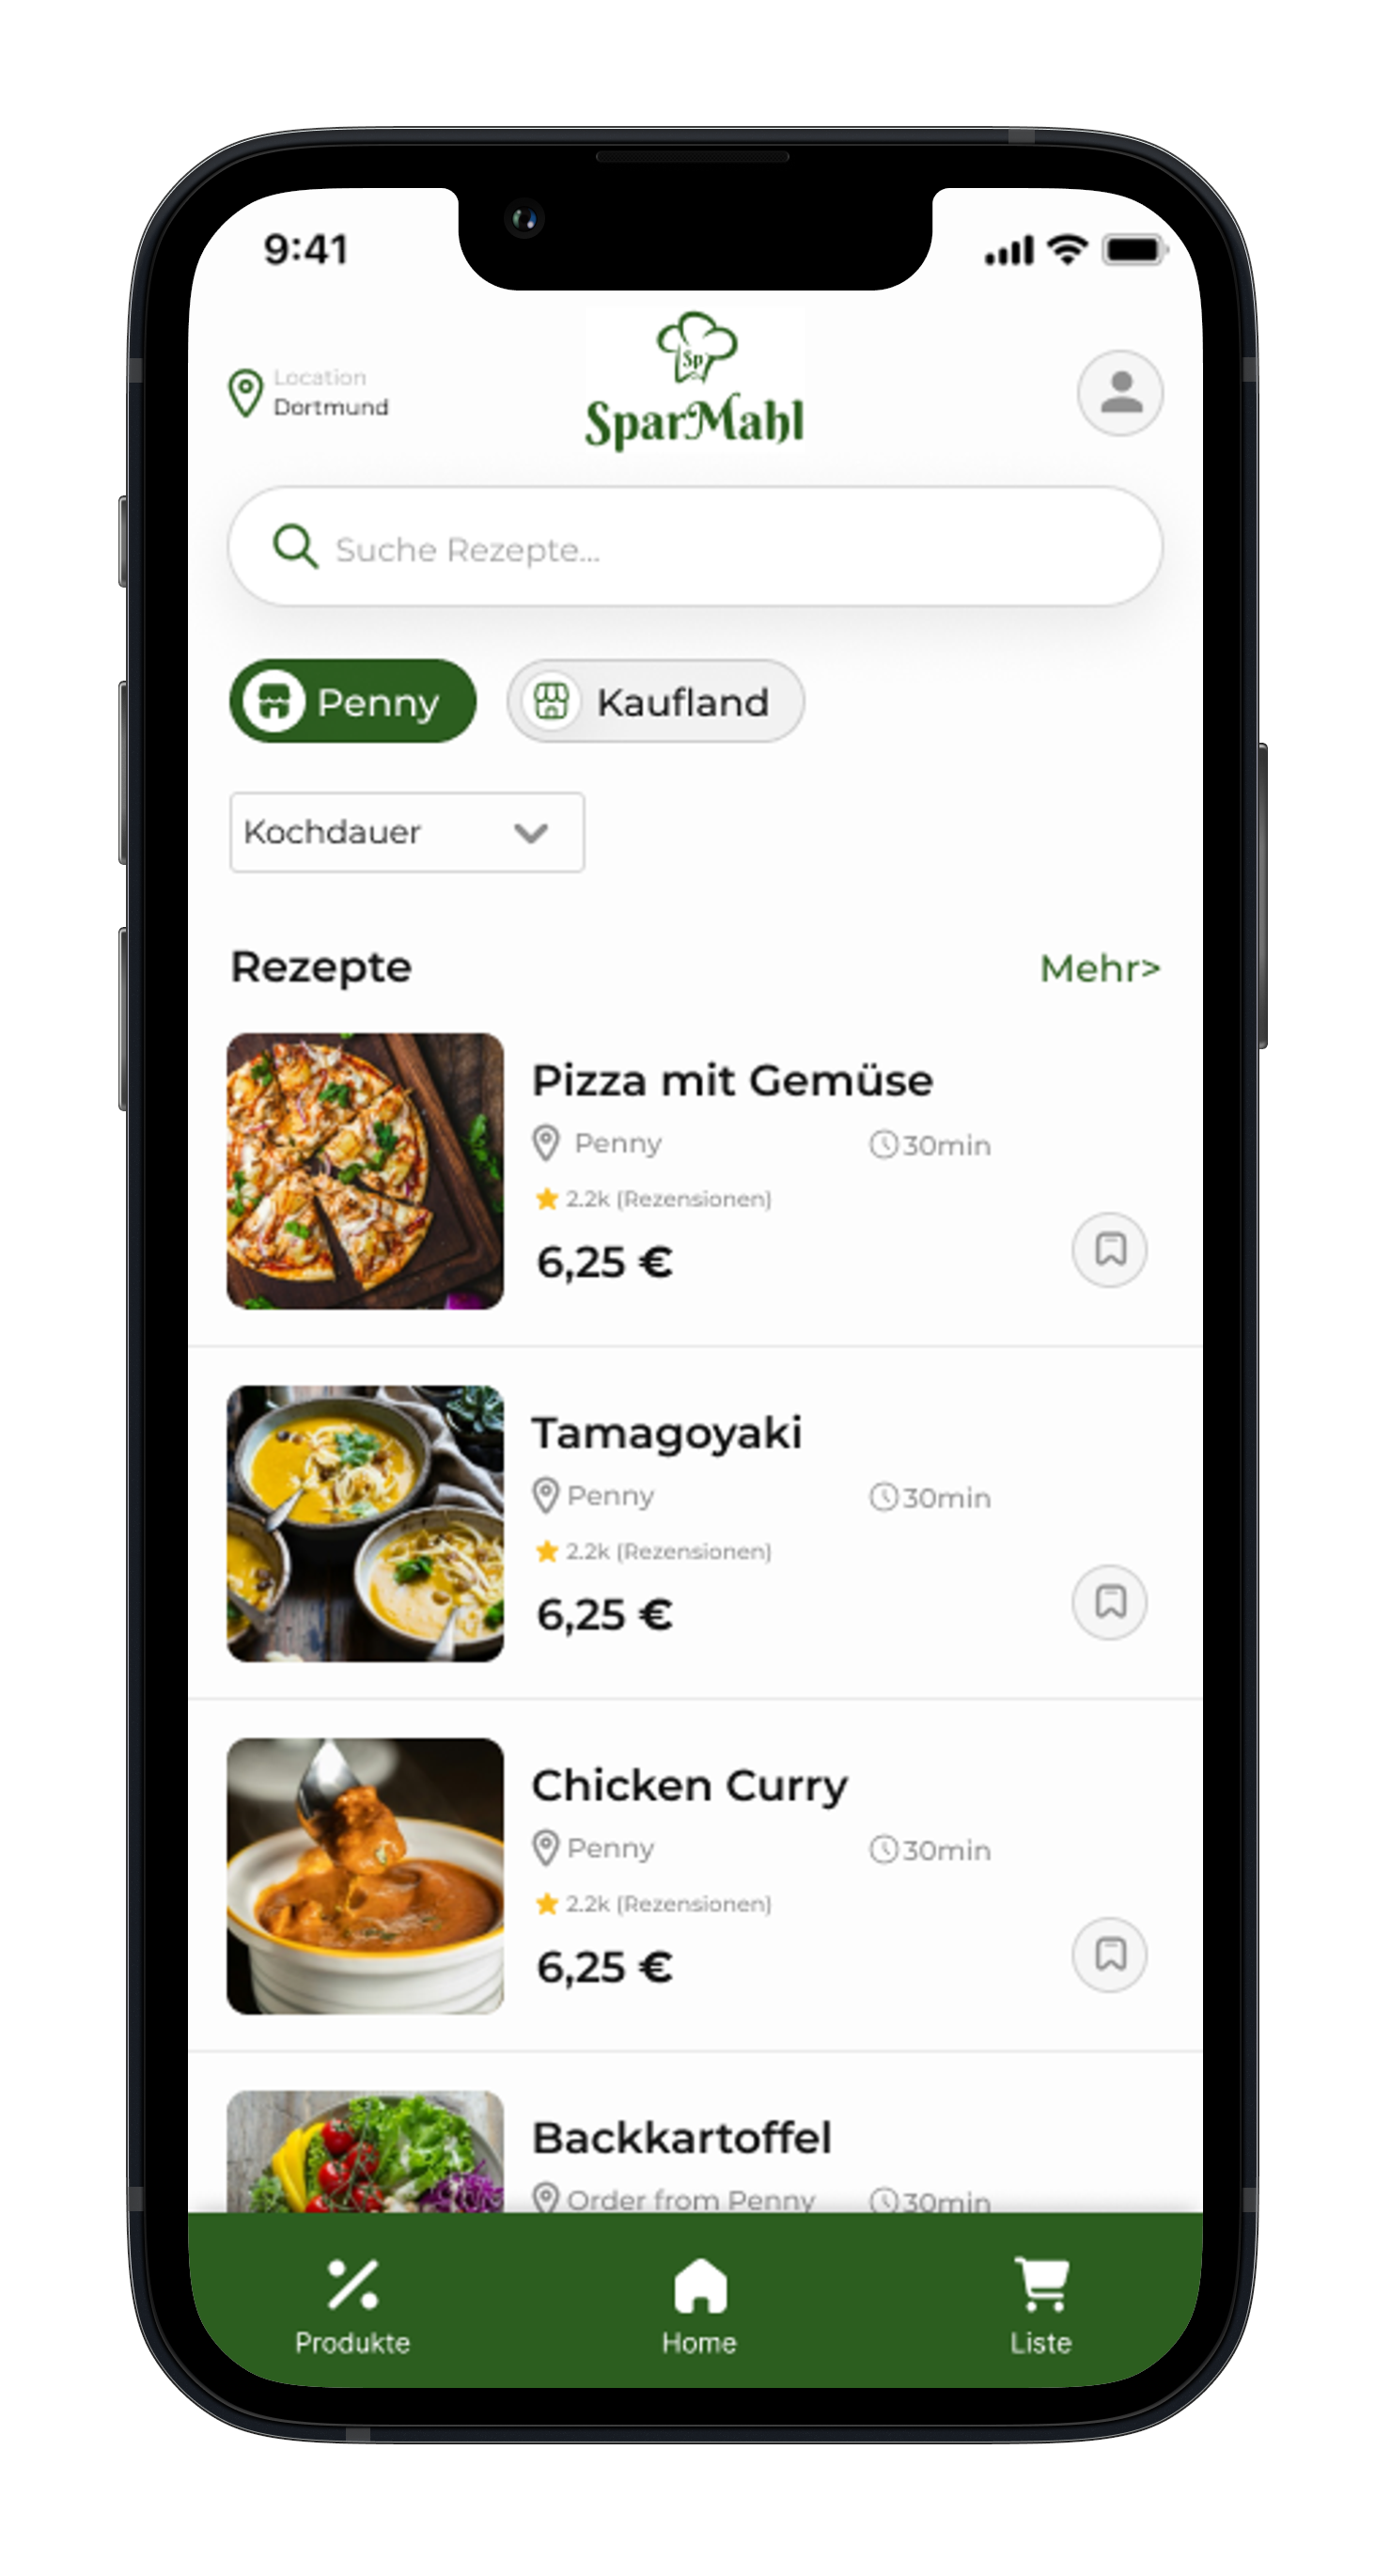 9:41
Sp
SparMahl
Location
Dortmund
Suche Rezepte...
Penny
Kaufland
Kochdauer
Rezepte
Mehr>
Pizza mit Gemüse
Penny
30min
2.2k (Rezensionen)
6,25 €
Tamagoyaki
Penny
30min
2.2k (Rezensionen)
6,25 €
Chicken Curry
Penny
30min
2.2k (Rezensionen)
6,25 €
Backkartoffel
Order from Penny
30min
Produkte
Home
Liste